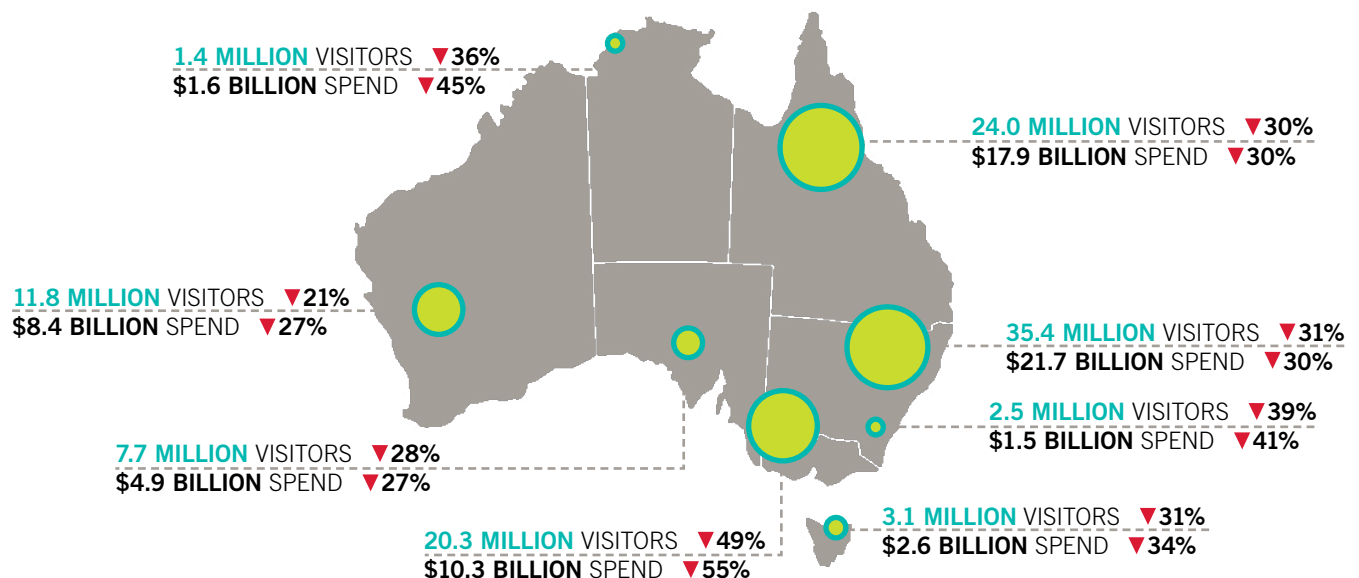 1.4 MILLION VISITORS ▼36%
$1.6 BILLION SPEND ▼45%
24.0 MILLION VISITORS ▼30%
$17.9 BILLION SPEND ▼30%
11.8 MILLION VISITORS ▼21%
$8.4 BILLION SPEND ▼27%
35.4 MILLION VISITORS ▼31%
$21.7 BILLION SPEND ▼30%
2.5 MILLION VISITORS ▼39%
$1.5 BILLION SPEND ▼41%
7.7 MILLION VISITORS ▼28%
$4.9 BILLION SPEND ▼27%
3.1 MILLION VISITORS ▼31%
$2.6 BILLION SPEND ▼34%
20.3 MILLION VISITORS ▼49%
$10.3 BILLION SPEND ▼55%